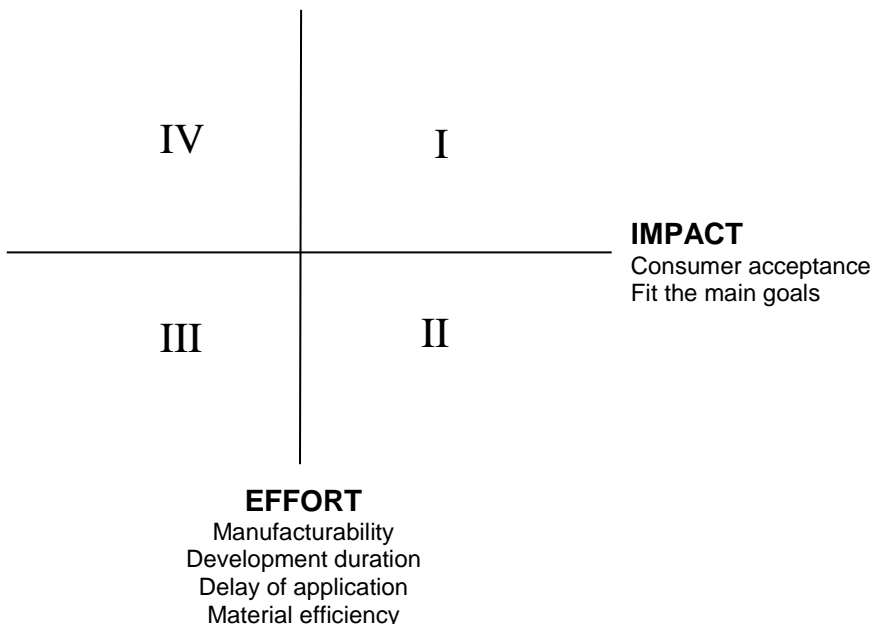 IV
I
IMPACT
Consumer acceptance
Fit the main goals
III
II
EFFORT
Manufacturability
Development duration
Delay of application
Material efficiency